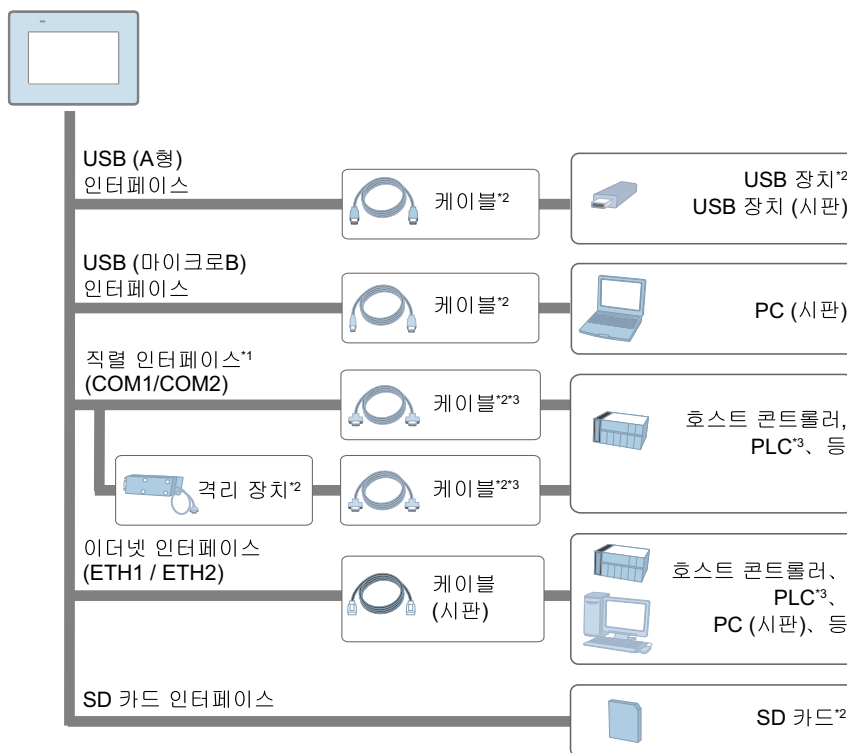 USB (A형)
인터페이스
케이블*2
USB 장치*2
USB 장치 (시판)
USB (마이크로B)
인터페이스
케이블*2
PC (시판)
직렬 인터페이스*1
(COM1/COM2)
케이블*2*3
호스트 콘트롤러,
PLC*3、등
격리 장치*2
케이블*2*3
이더넷 인터페이스
(ETH1 / ETH2)
케이블
(시판)
호스트 콘트롤러、
PLC*3、
PC (시판)、등
SD 카드 인터페이스
SD 카드*2